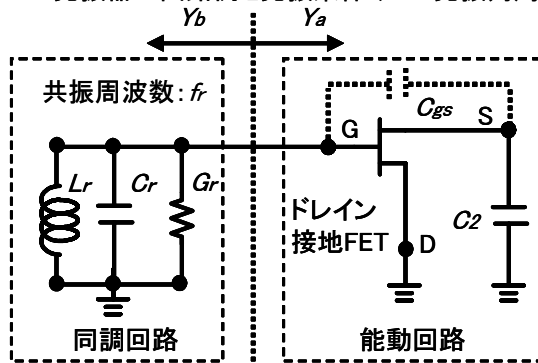 Yb Ya
共振周波数：fr
Cgs
G
S
Lr Cr Gr
ドレイン
接地FET
D
C2
同調回路
能動回路